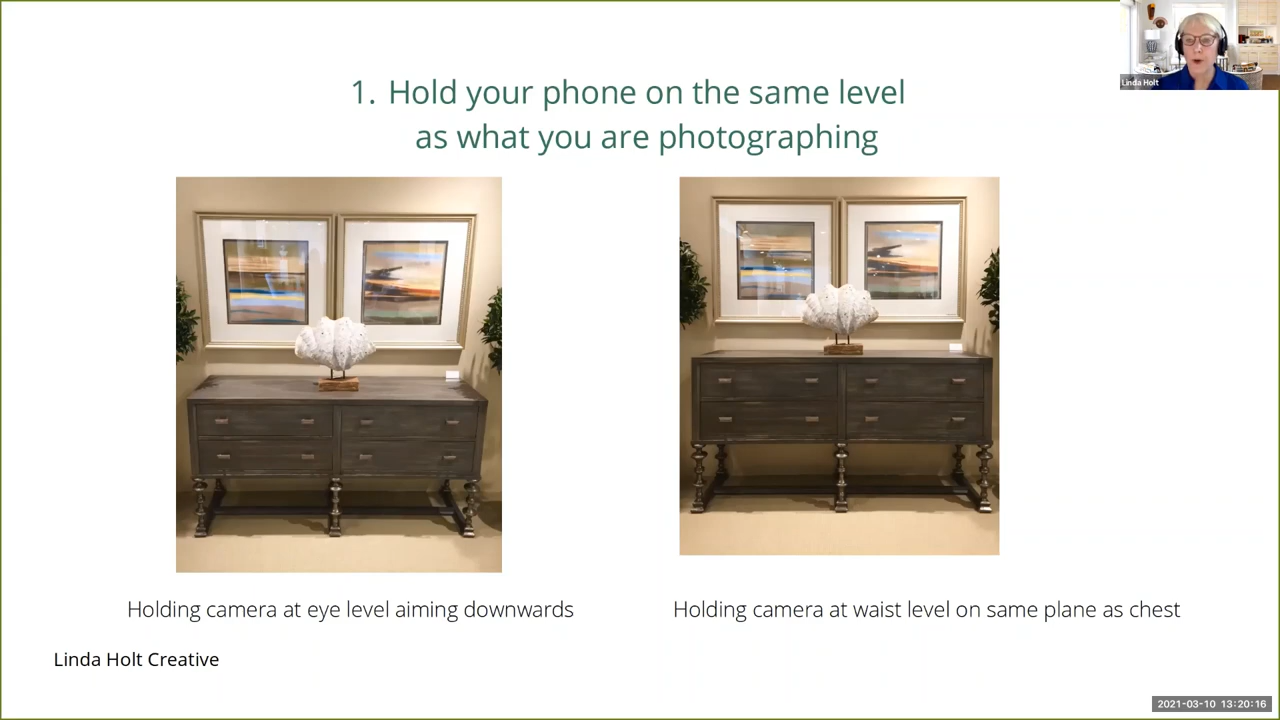 Linda Holt
1. Hold your phone on the same level
as what you are photographing
Holding camera at eye level aiming downwards
Holding camera at waist level on same plane as chest
Linda Holt Creative
2021-03-10 13:20:16